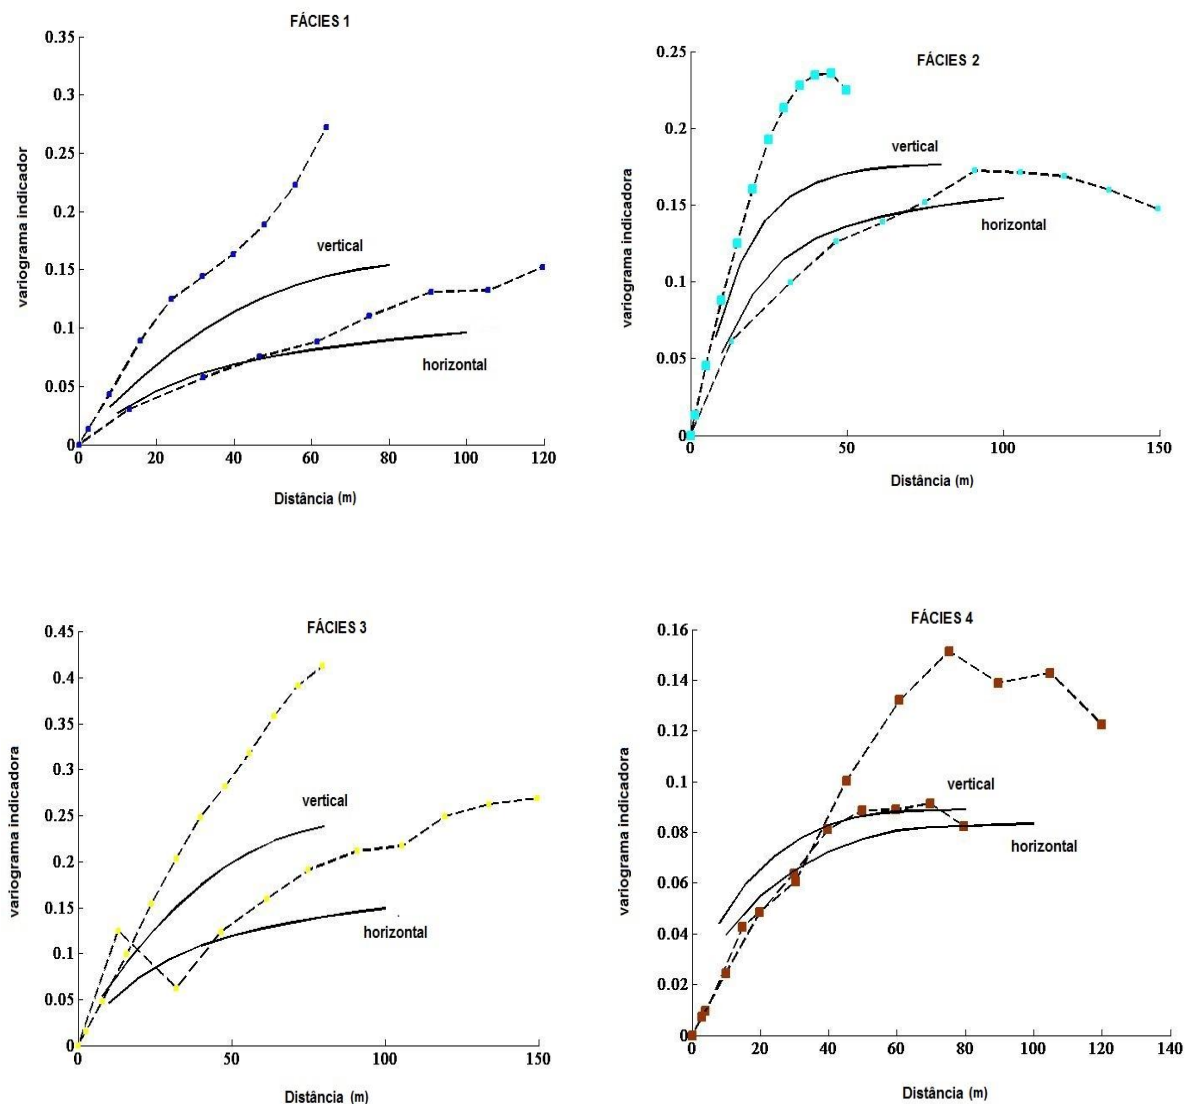 FÁCIES 1
0.35
0.3
0.25
0.2
0.15
0.1
0.05
0
variograma indicador
vertical
horizontal
0 20 40 60 80 100 120
Distância (m)
FÁCIES 2
0.25
0.2
0.15
0.1
0.05
0
variograma indicadora
vertical
horizontal
0 50 100 150
Distância (m)
FÁCIES 3
0.45
0.4
0.35
0.3
0.25
0.2
0.15
0.1
0.05
0
variograma indicadora
vertical
horizontal
0 50 100 150
Distância (m)
FÁCIES 4
0.16
0.14
0.12
0.1
0.08
0.06
0.04
0.02
0
variograma indicadora
vertical
horizontal
0 20 40 60 80 100 120 140
Distância (m)